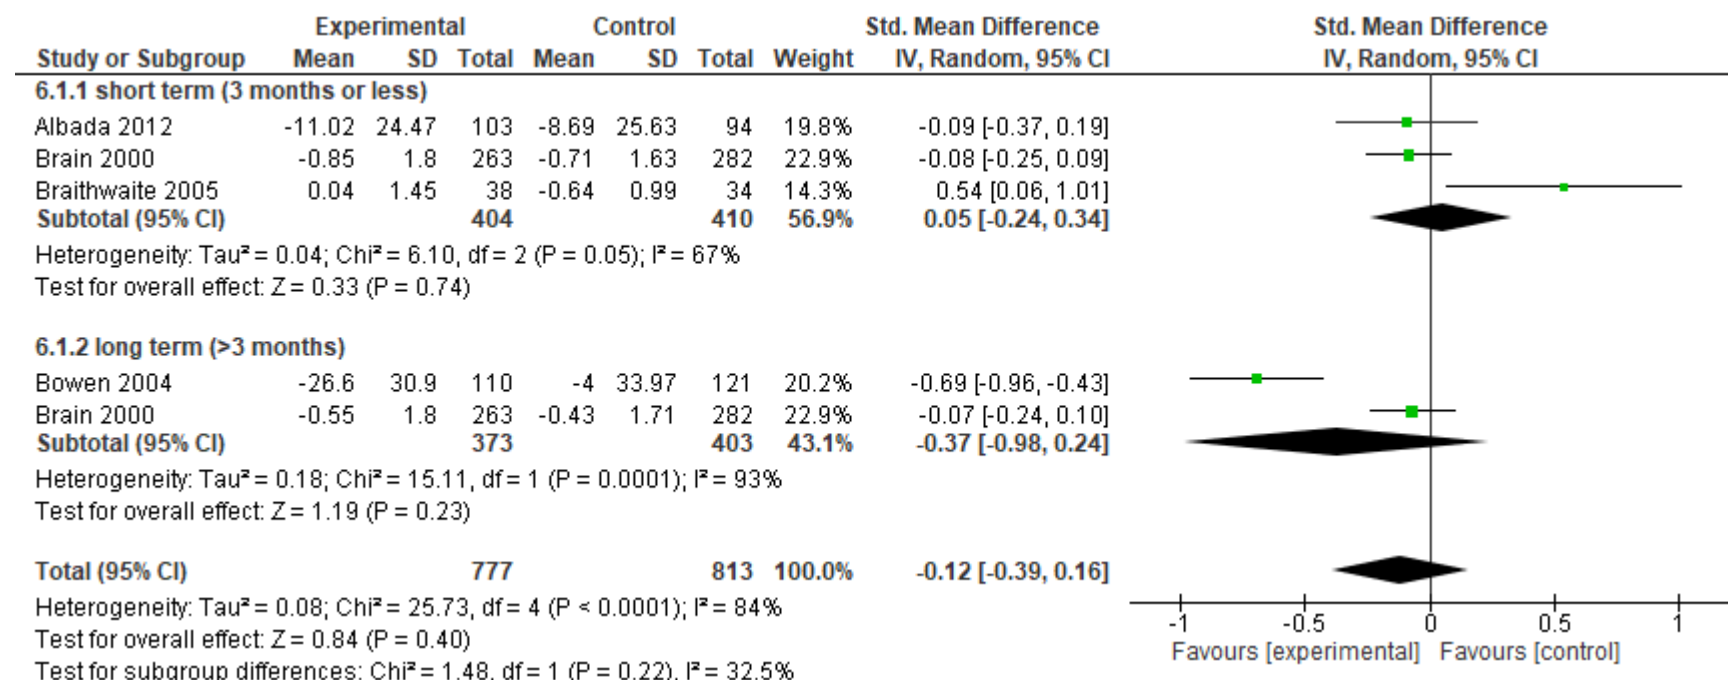 Experimental Control Std. Mean Difference Std. Mean Difference
Study or Subgroup Mean SD Total Mean SD Total Weight IV, Random, 95% CI IV, Random, 95% CI
6.1.1 short term (3 months or less)
Albada 2012 -11.02 24.47 103 -8.69 25.63 94 19.8% -0.09 [-0.37, 0.19]
Brain 2000 -0.85 1.8 263 -0.71 1.63 282 22.9% -0.08 [-0.25, 0.09]
Braithwaite 2005 0.04 1.45 38 -0.64 0.99 34 14.3% 0.54 [0.06, 1.01]
Subtotal (95% CI) 404 410 56.9% 0.05 [-0.24, 0.34]
Heterogeneity: Tau² = 0.04; Chi² = 6.10, df = 2 (P = 0.05); I² = 67%
Test for overall effect: Z = 0.33 (P = 0.74)
6.1.2 long term (>3 months)
Bowen 2004 -26.6 30.9 110 -4 33.97 121 20.2% -0.69 [-0.96, -0.43]
Brain 2000 -0.55 1.8 263 -0.43 1.71 282 22.9% -0.07 [-0.24, 0.10]
Subtotal (95% CI) 373 403 43.1% -0.37 [-0.98, 0.24]
Heterogeneity: Tau² = 0.18; Chi² = 15.11, df = 1 (P = 0.0001); I² = 93%
Test for overall effect: Z = 1.19 (P = 0.23)
Total (95% CI) 777 813 100.0% -0.12 [-0.39, 0.16]
Heterogeneity: Tau² = 0.08; Chi² = 25.73, df = 4 (P < 0.0001); I² = 84%
Test for overall effect: Z = 0.84 (P = 0.40)
Test for subgroup differences: Chi² = 1.48, df = 1 (P = 0.22), I² = 32.5%
-1 -0.5 0 0.5 1
Favours [experimental] Favours [control]